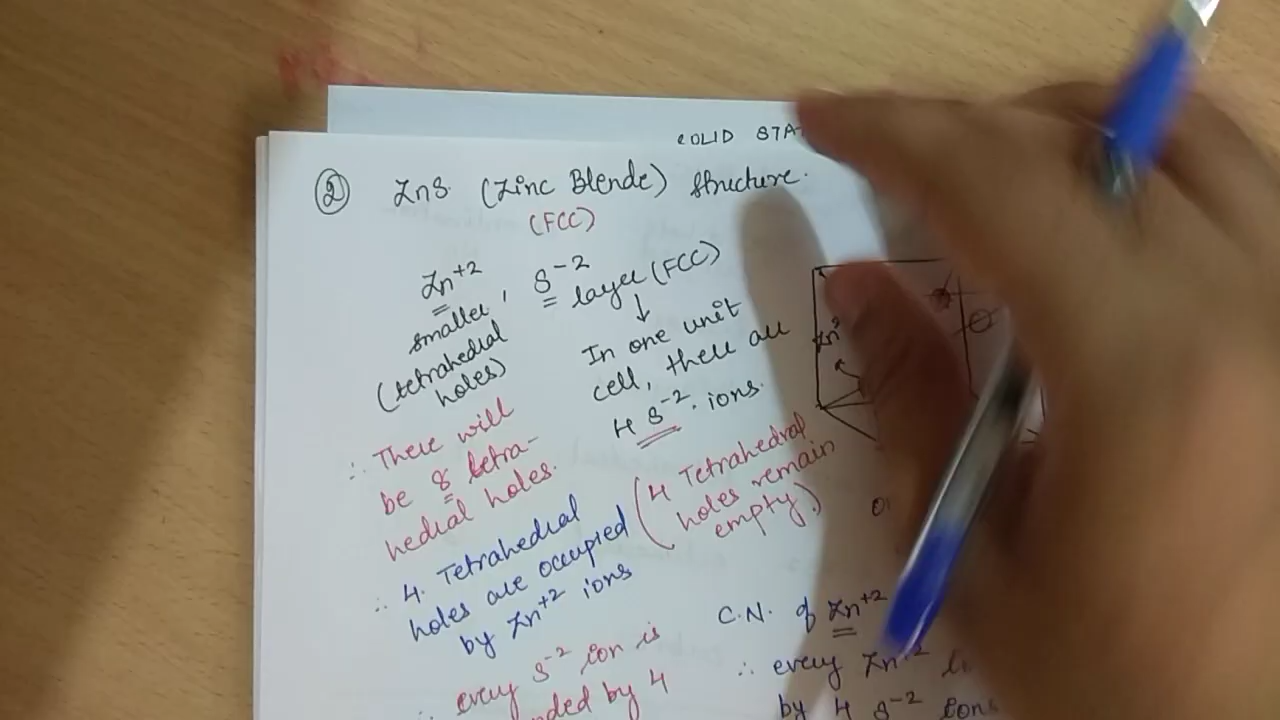 SOLID STA
② ZnS (Zinc Blende) structure.
(FCC)
Zn+2 , S-2
smaller
(tetrahedral
holes)
layer (FCC)
↓
In one unit
cell, there are
4 S-2 ions.
∴ There will
be 8 tetra-
hedral holes.
(4 Tetrahedral
holes remain
empty.)
∴ 4 Tetrahedral
holes are occupied
by Zn+2 ions
∴ every S-2 ion is
nded by 4
C.N. of Zn+2
∴ every Zn+2
by 4 S-2 ions